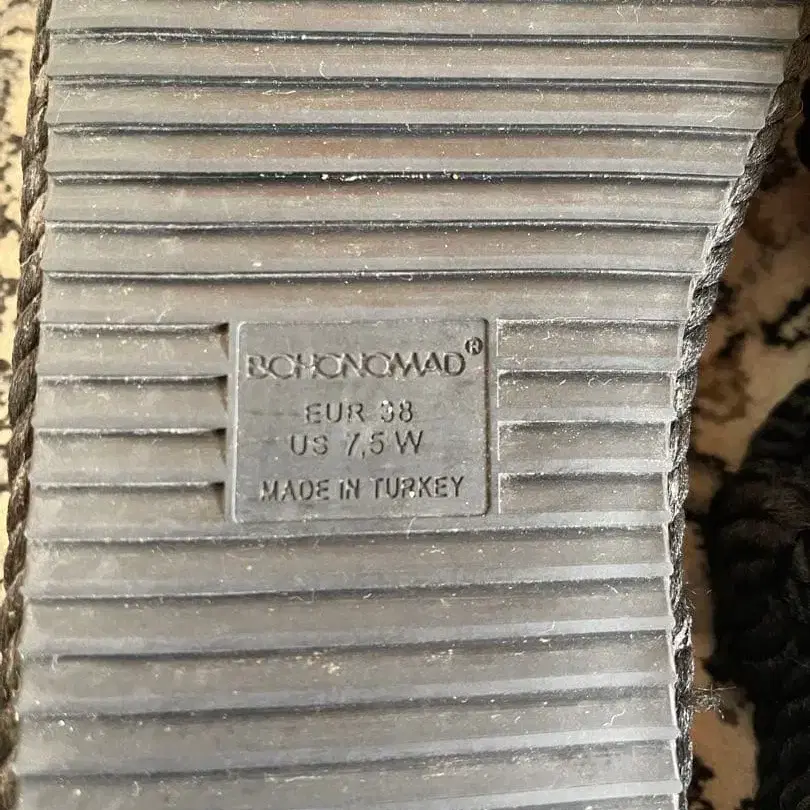 BOHONOMAD®
EUR 38
US 7,5 W
MADE IN TURKEY